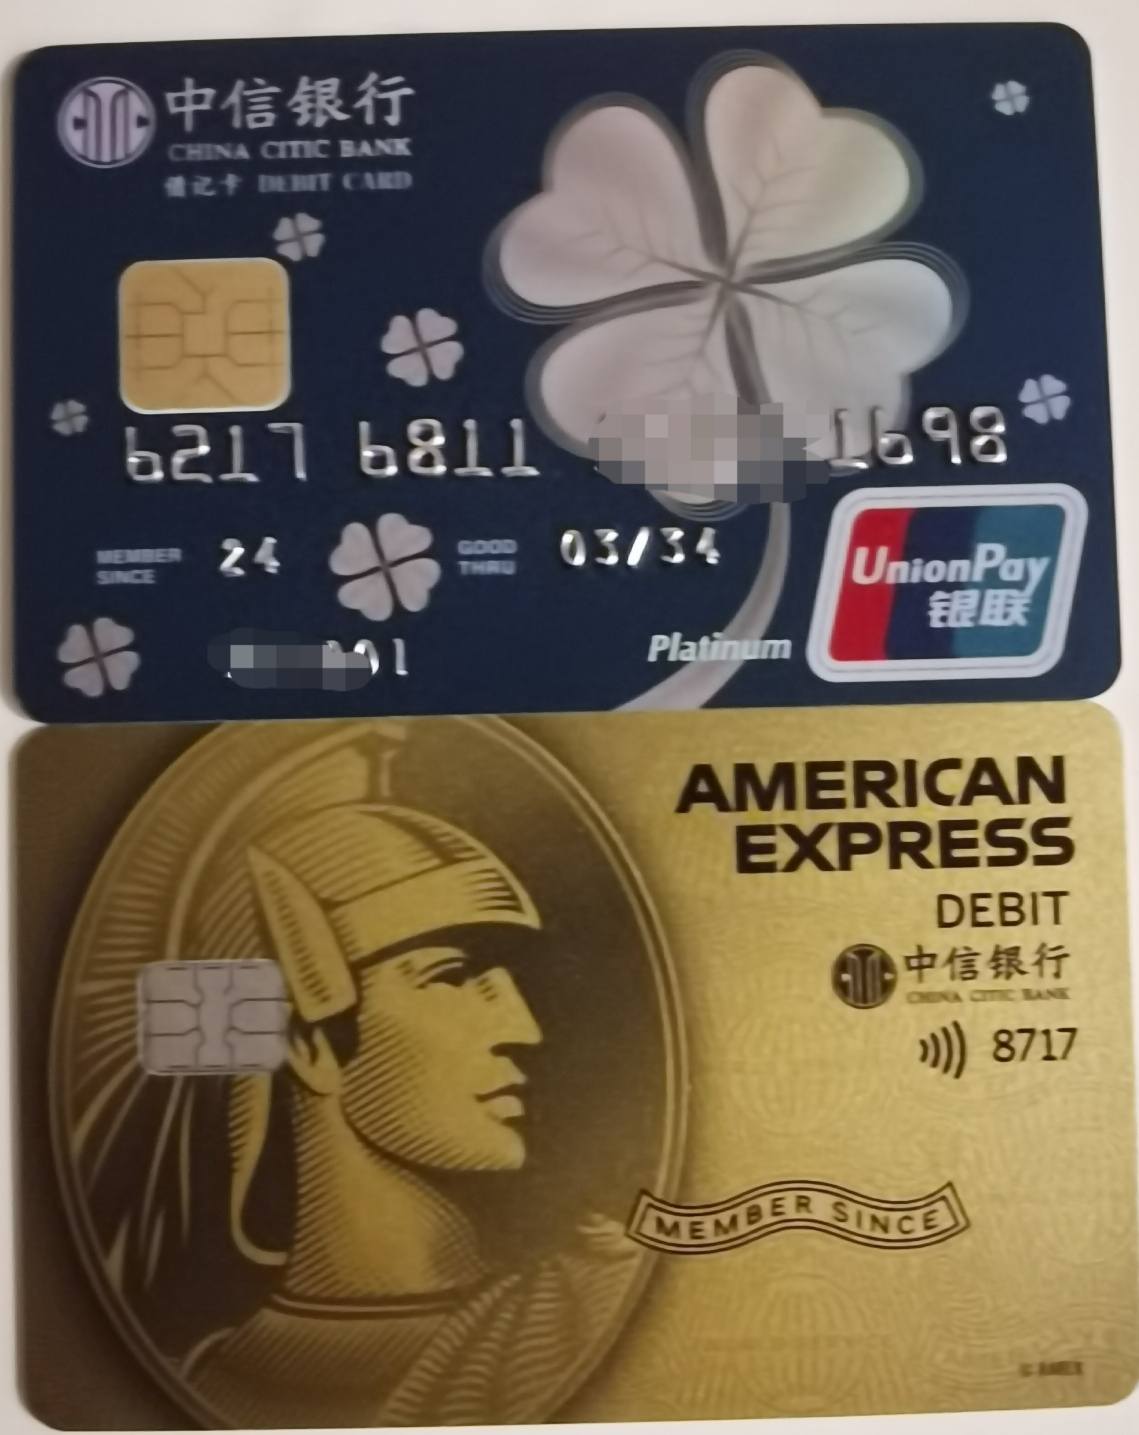 中信银行
CHINA CITIC BANK
借记卡 DEBIT CARD
6217 6811 1698
MEMBER SINCE 24 GOOD THRU 03/34
Platinum
UnionPay
银联
AMERICAN
EXPRESS
DEBIT
中信银行
CHINA CITIC BANK
8717
MEMBER SINCE
© AMEX